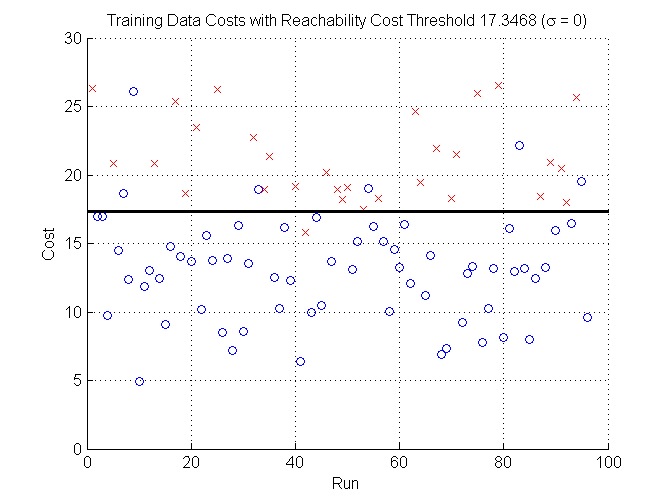 Training Data Costs with Reachability Cost Threshold 17.3468 (σ = 0)
30
25
20
15
10
5
0
Cost
0 20 40 60 80 100
Run